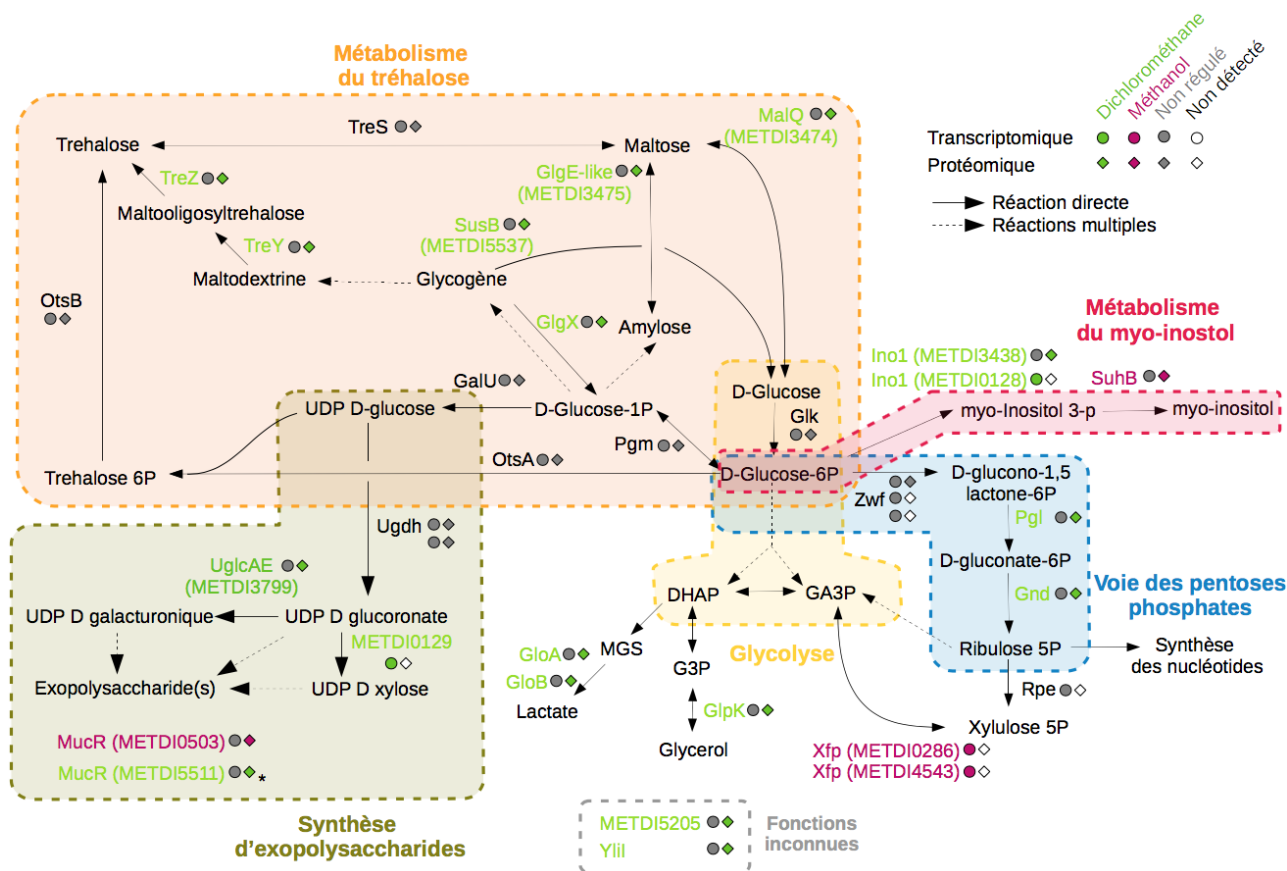 Métabolisme
du tréhalose
Dichlorométhane
Méthanol
Non régulé
Non détecté
Transcriptomique
Protéomique
Réaction directe
Réactions multiples
TreS
MalQ
(METDI3474)
Trehalose
Maltose
TreZ
GlgE-like
(METDI3475)
Maltooligosyltrehalose
SusB
(METDI5537)
TreY
Maltodextrine
Glycogène
OtsB
GlgX
Amylose
Métabolisme
du myo-inostol
Ino1 (METDI3438)
Ino1 (METDI0128)
SuhB
GalU
D-Glucose
UDP D-glucose
D-Glucose-1P
Glk
myo-Inositol 3-p
myo-inositol
Pgm
OtsA
Trehalose 6P
D-Glucose-6P
D-glucono-1,5
lactone-6P
Zwf
Pgl
Ugdh
D-gluconate-6P
UglcAE
(METDI3799)
Gnd
Voie des pentoses
phosphates
DHAP
GA3P
UDP D galacturonique
UDP D glucoronate
METDI0129
Glycolyse
Ribulose 5P
Synthèse
des nucléotides
GloA
MGS
G3P
GloB
Exopolysaccharide(s)
UDP D xylose
Rpe
Lactate
GlpK
Xylulose 5P
Glycerol
MucR (METDI0503)
Xfp (METDI0286)
Xfp (METDI4543)
MucR (METDI5511)
*
Synthèse
d'exopolysaccharides
METDI5205
YliI
Fonctions
inconnues